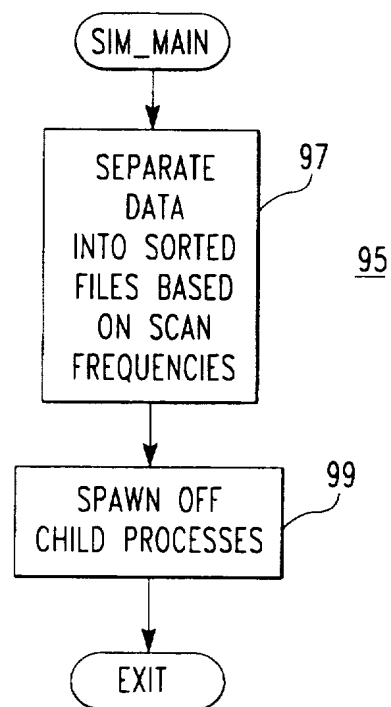 SIM_MAIN
SEPARATE
DATA
INTO SORTED
FILES BASED
ON SCAN
FREQUENCIES
97
95
SPAWN OFF
CHILD PROCESSES
99
EXIT